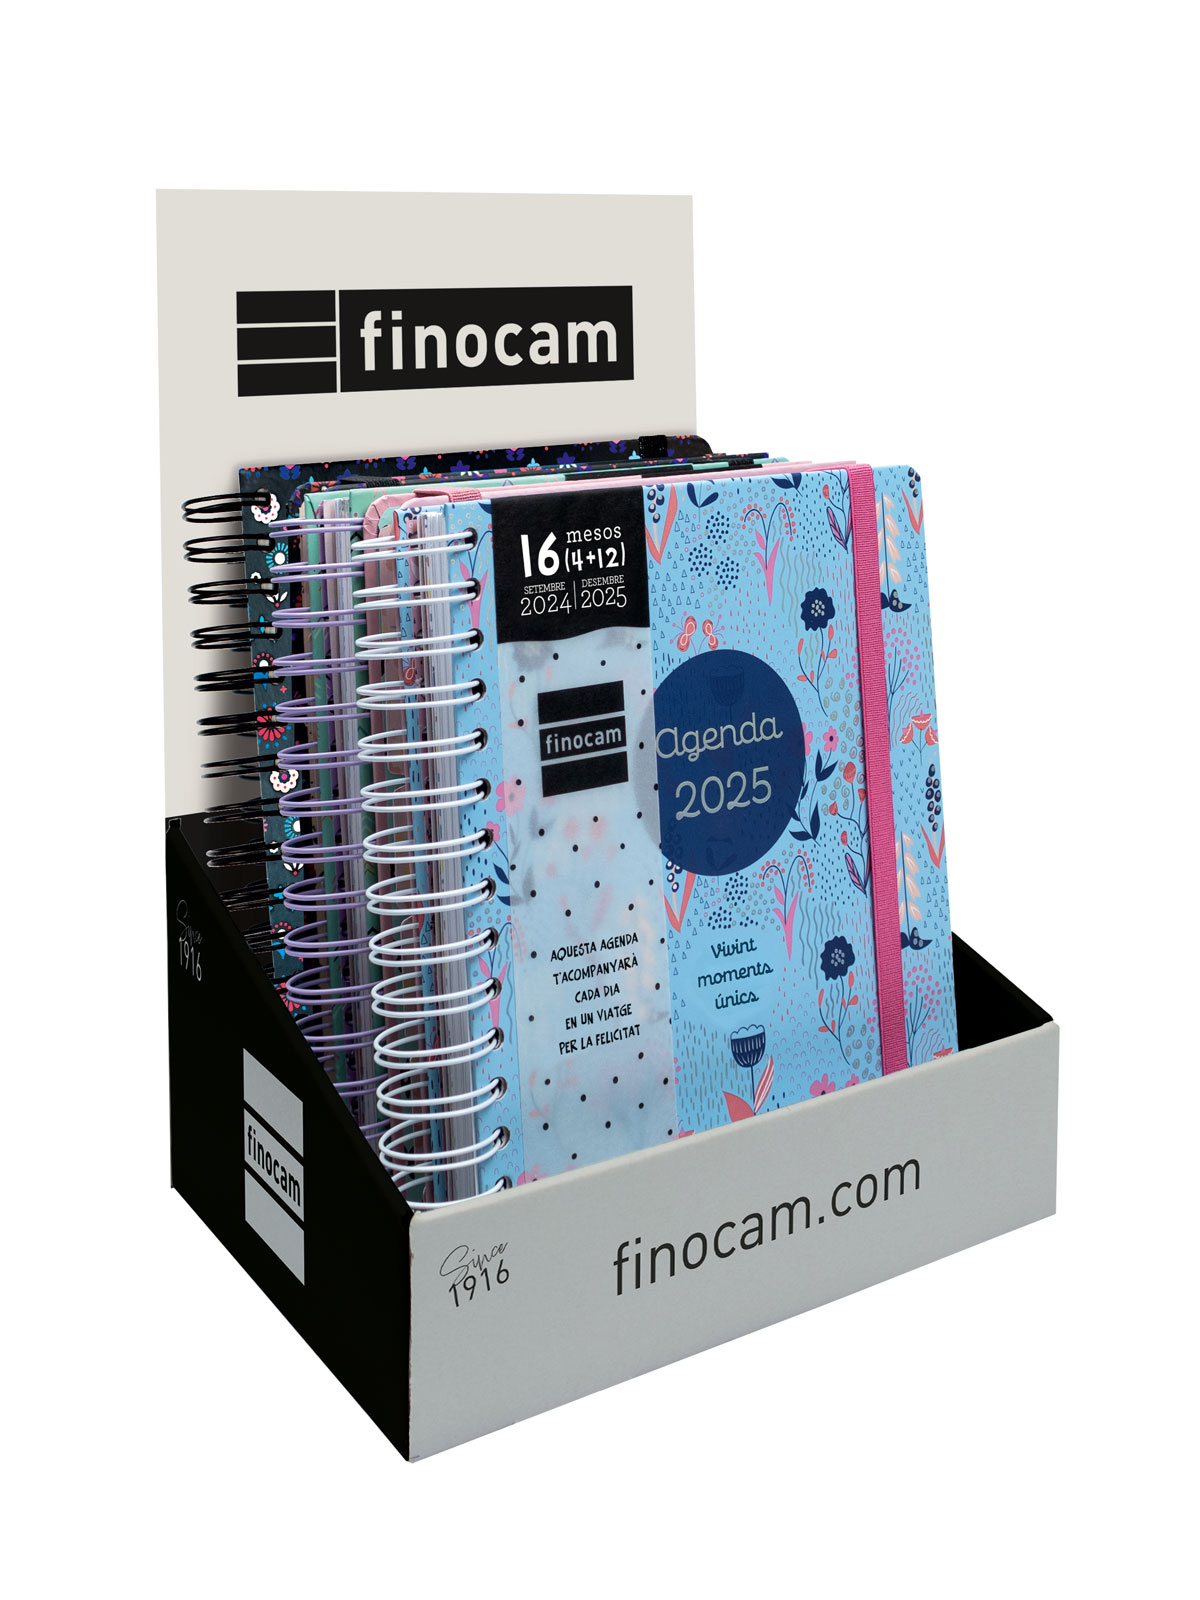 finocam
16 mesos
(4+12)
SETEMBRE
2024
DESEMBRE
2025
finocam
Agenda
2025
AQUESTA AGENDA
T'ACOMPANYARÀ
CADA DIA
EN UN VIATGE
PER LA FELICITAT
Vivint
moments
únics
Since
1916
finocam
Since
1916
finocam.com